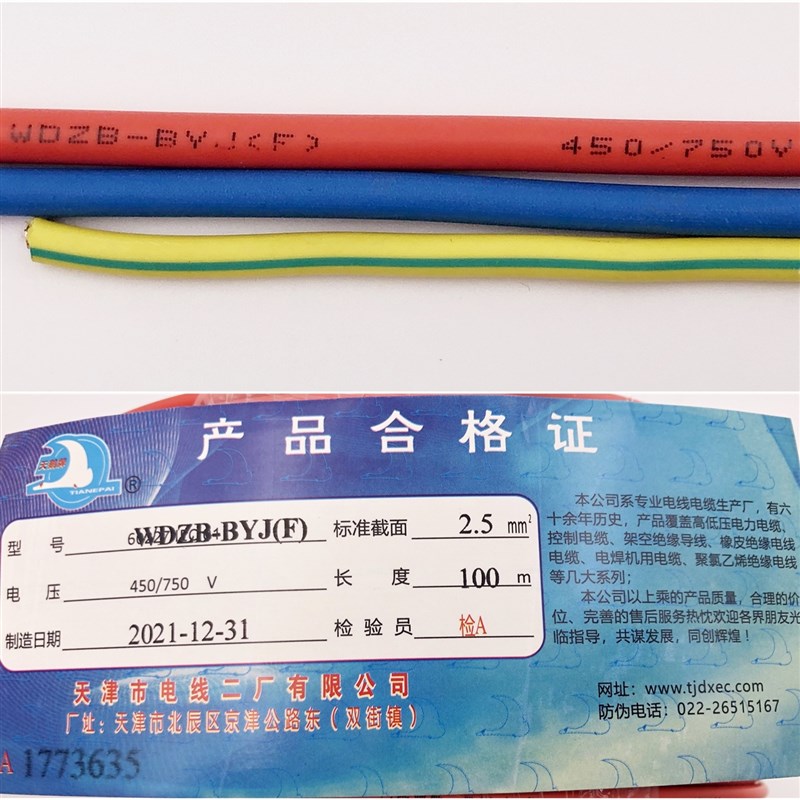 WDZB-BYJ(F) 450/750V
产品合格证
天鹅牌
TIANEPAI ®
型号 WDZB-BYJ(F) 标准截面 2.5 mm²
电压 450/750 V 长度 100 m
制造日期 2021-12-31 检验员 检A
本公司系专业电线电缆生产厂，有六
十余年历史，产品覆盖高低压电力电缆，
控制电缆、架空绝缘导线、橡皮绝缘电线
电缆、电焊机用电缆、聚氯乙烯绝缘电线
等几大系列；
本公司以上乘的产品质量，合理的价
位、完善的售后服务热忱欢迎各界朋友光
临指导，共谋发展，同创辉煌！
天津市电线二厂有限公司
厂址：天津市北辰区京津公路东（双街镇）
网址：www.tjdxec.com
防伪电话：022-26515167
A 1773635